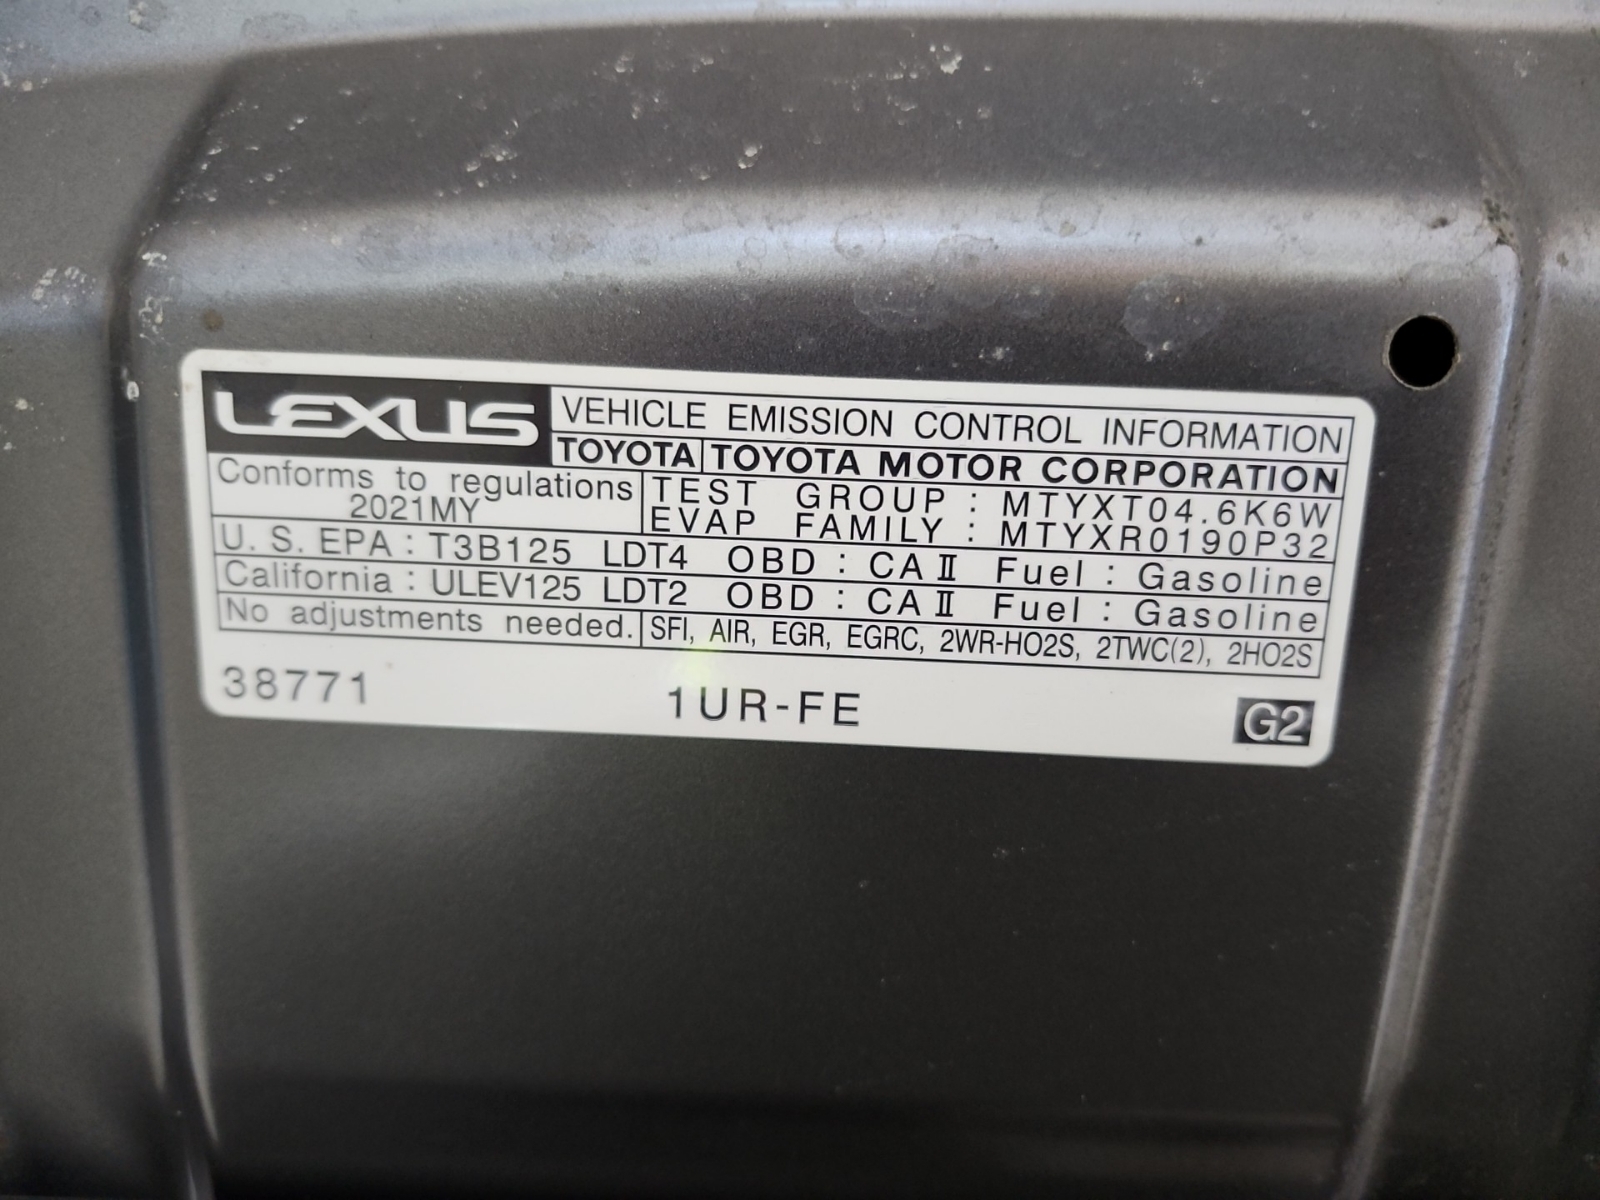 LEXUS VEHICLE EMISSION CONTROL INFORMATION
TOYOTA TOYOTA MOTOR CORPORATION
Conforms to regulations
2021MY
TEST GROUP : MTYXT04.6K6W
EVAP FAMILY : MTYXR0190P32
U. S. EPA : T3B125 LDT4 OBD : CA II Fuel : Gasoline
California : ULEV125 LDT2 OBD : CA II Fuel : Gasoline
No adjustments needed. SFI, AIR, EGR, EGRC, 2WR-HO2S, 2TWC(2), 2HO2S
38771 1UR-FE G2